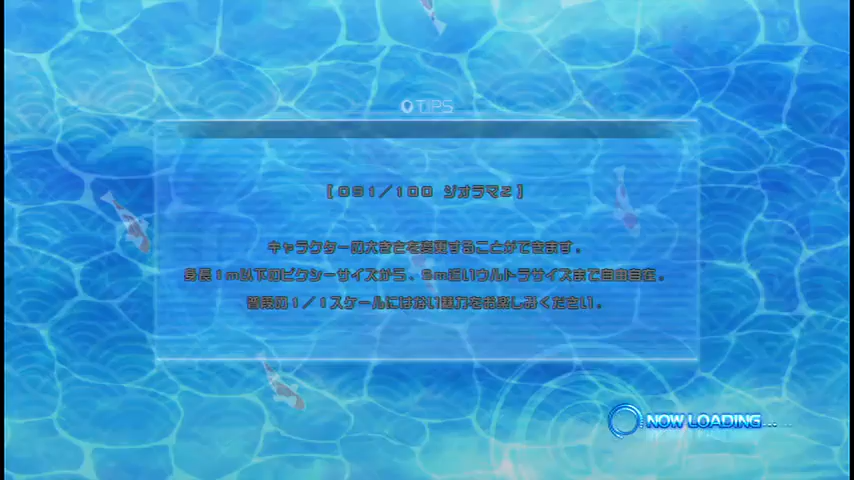 TIPS
[ 091／100 ジオラマ2 ]
キャラクターの大きさを変更することができます．
身長1m以下のピクシーサイズから、8m近いウルトラサイズまで自由自在．
普段の1／1スケールにはない魅力をお楽しみください．
NOW LOADING...